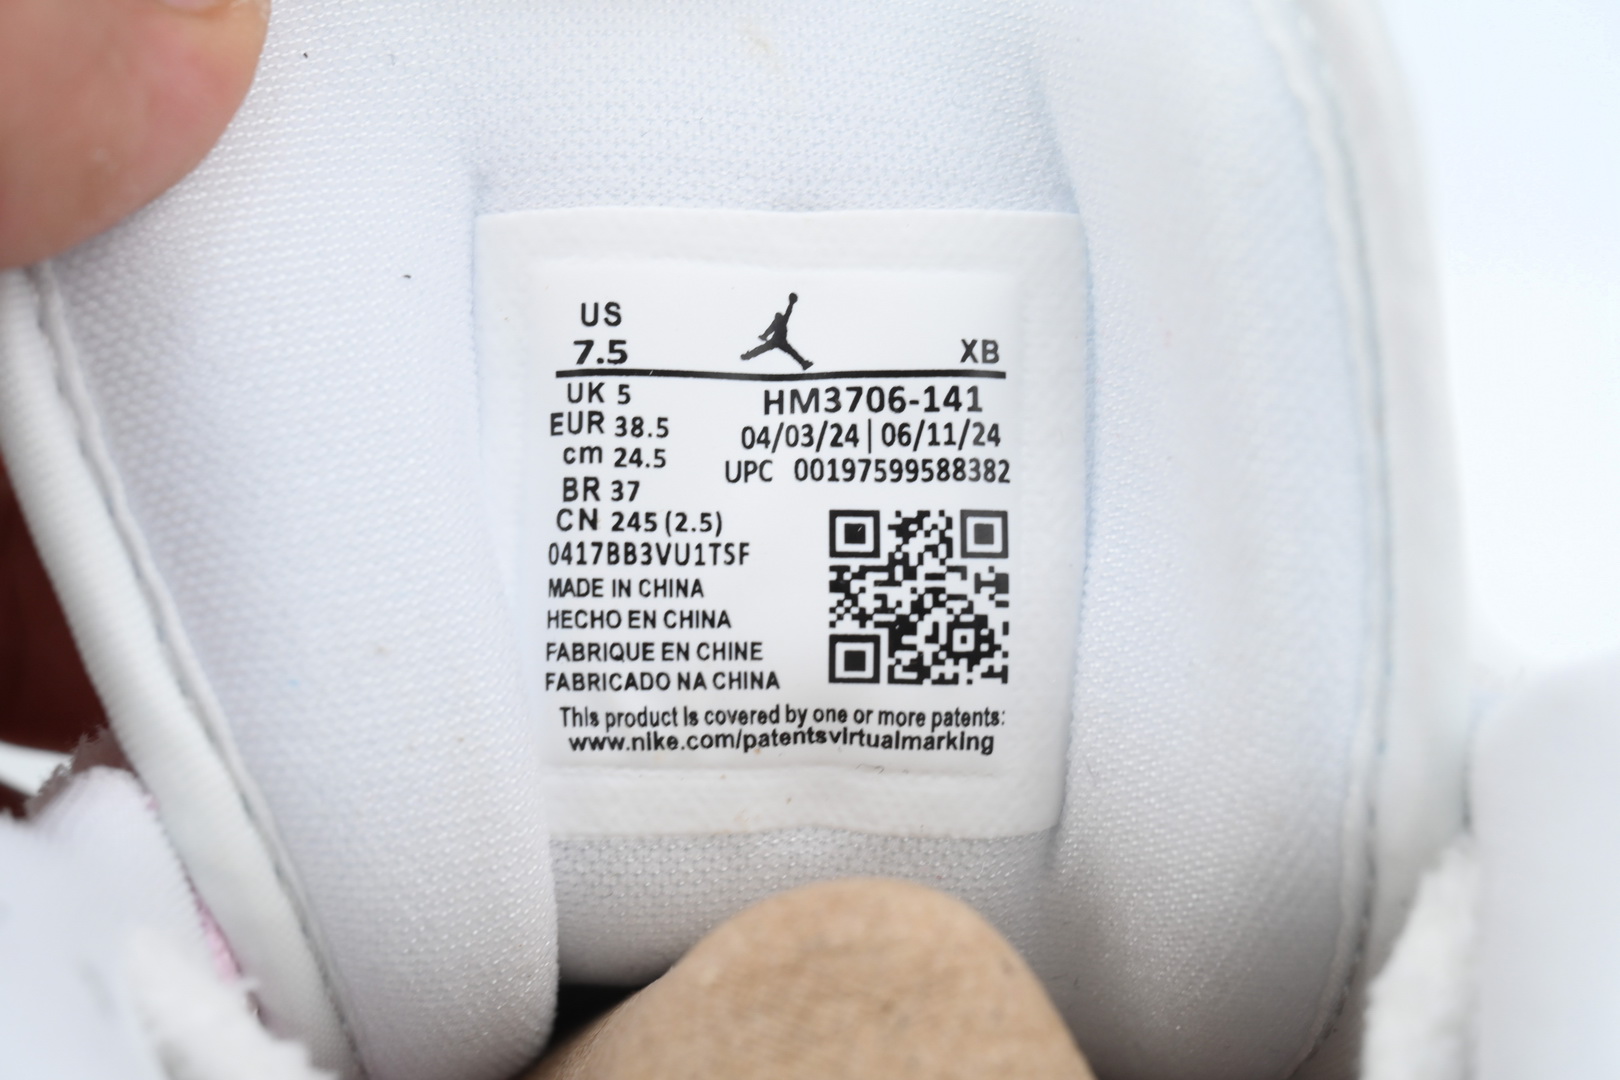 US
7.5 XB
UK 5
HM3706-141
EUR 38.5
04/03/24 | 06/11/24
cm 24.5
UPC 00197599588382
BR 37
CN 245 (2.5)
0417BB3VU1TSF
MADE IN CHINA
HECHO EN CHINA
FABRIQUE EN CHINE
FABRICADO NA CHINA
This product is covered by one or more patents:
www.nike.com/patentsvirtualmarking